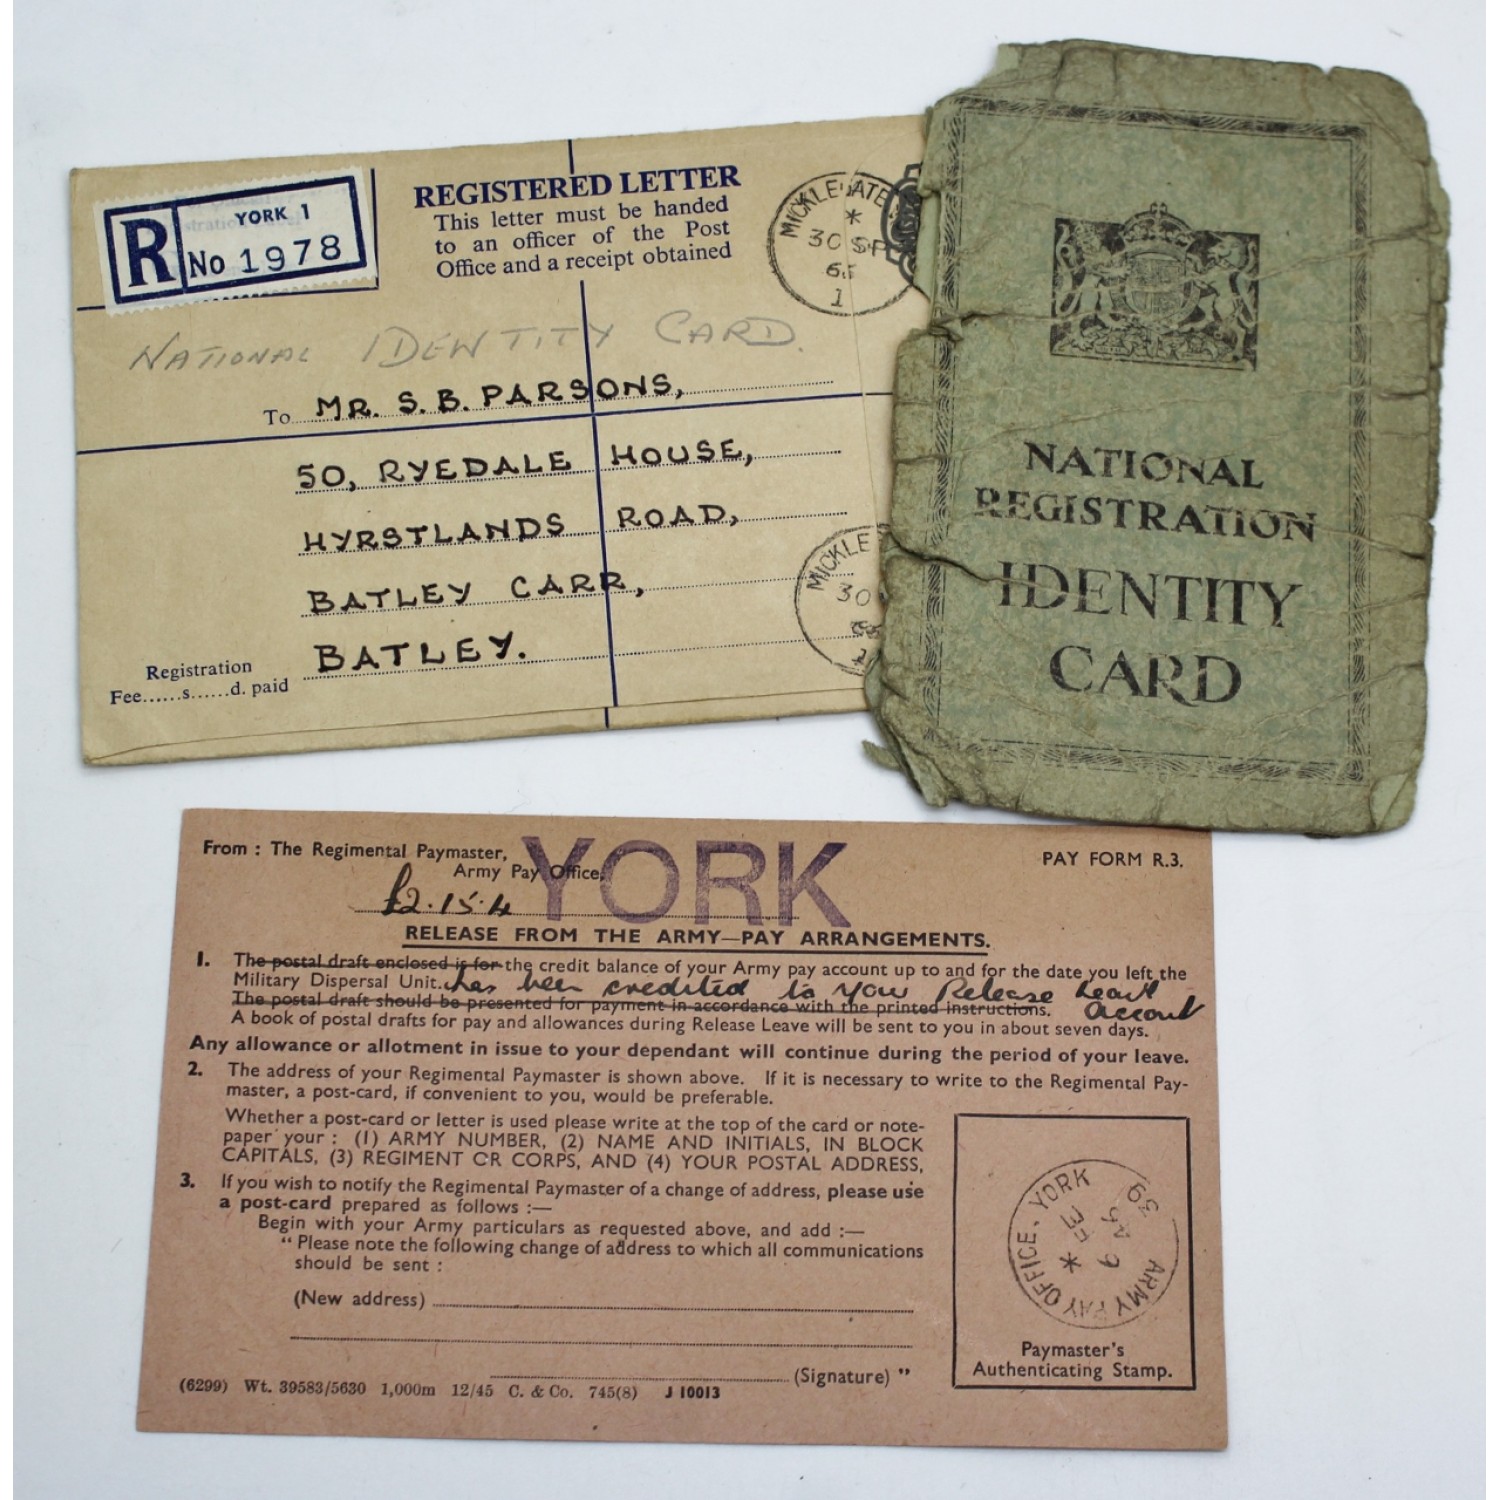 R
YORK 1
No 1978
REGISTERED LETTER
This letter must be handed
to an officer of the Post
Office and a receipt obtained
MICKLEGATE
30 SP
1
NATIONAL IDENTITY CARD.
To MR. S. B. PARSONS,
50, RYEDALE HOUSE,
HYRSTLANDS ROAD,
BATLEY CARR,
BATLEY.
Registration
Fee......s......d. paid
MICKLE
30
NATIONAL
REGISTRATION
IDENTITY
CARD
From : The Regimental Paymaster,
Army Pay Office,
YORK
PAY FORM R.3.
£2.15.4
RELEASE FROM THE ARMY—PAY ARRANGEMENTS.
1. The postal draft enclosed is for the credit balance of your Army pay account up to and for the date you left the
Military Dispersal Unit. has been credited to your Release Leave
The postal draft should be presented for payment in accordance with the printed instructions. Account
A book of postal drafts for pay and allowances during Release Leave will be sent to you in about seven days.
Any allowance or allotment in issue to your dependant will continue during the period of your leave.
2. The address of your Regimental Paymaster is shown above. If it is necessary to write to the Regimental Pay-
master, a post-card, if convenient to you, would be preferable.
Whether a post-card or letter is used please write at the top of the card or note-
paper your : (1) ARMY NUMBER, (2) NAME AND INITIALS, IN BLOCK
CAPITALS, (3) REGIMENT OR CORPS, AND (4) YOUR POSTAL ADDRESS,
3. If you wish to notify the Regimental Paymaster of a change of address, please use
a post-card prepared as follows :—
Begin with your Army particulars as requested above, and add :—
“ Please note the following change of address to which all communications
should be sent :
(New address)
(Signature) ”
(6299) Wt. 39583/5630 1,000m 12/45 C. & Co. 745(8) J 10013
ARMY PAY OFFICE · YORK
39
9 FE
Paymaster's
Authenticating Stamp.